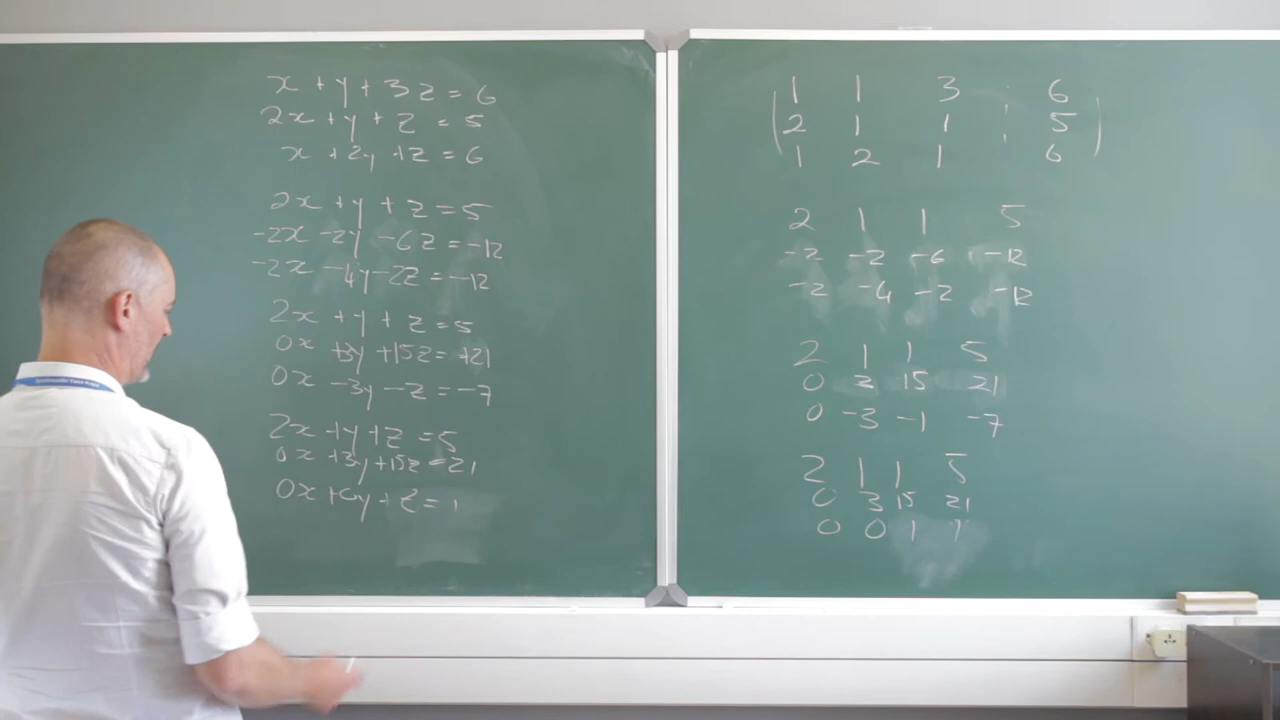 x + y + 3z = 6
2x + y + z = 5
x + 2y + z = 6
2x + y + z = 5
-2x - 2y - 6z = -12
-2x - 4y - 2z = -12
2x + y + z = 5
0x + 3y + 15z = +21
0x - 3y - z = -7
2x + y + z = 5
0x + 3y + 15z = 21
0x + 0y + z = 1
1 1 3 6
2 1 1 5
1 2 1 6
2 1 1 5
-2 -2 -6 -12
-2 -4 -2 -12
2 1 1 5
0 3 15 21
0 -3 -1 -7
2 1 1 5
0 3 15 21
0 0 1 1